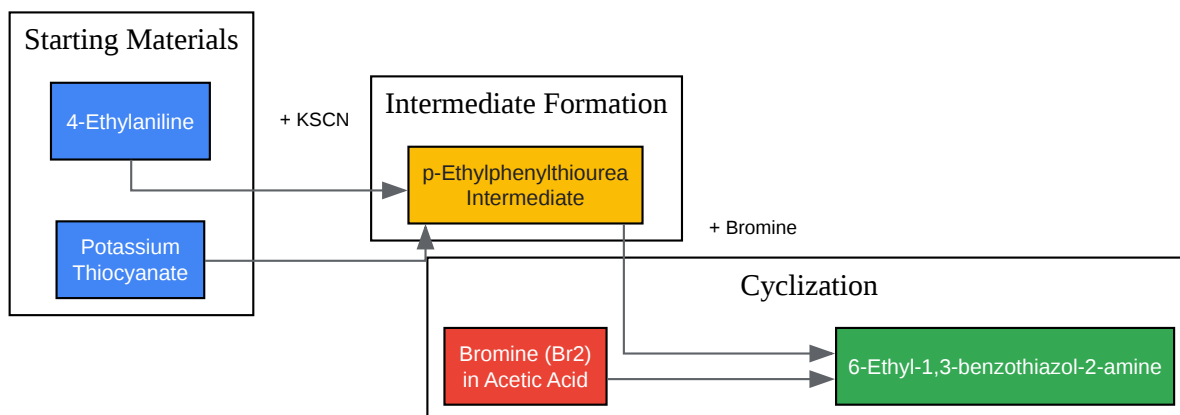 Starting Materials
4-Ethylaniline
+ KSCN
Potassium
Thiocyanate
Intermediate Formation
p-Ethylphenylthiourea
Intermediate
+ Bromine
Cyclization
Bromine (Br2)
in Acetic Acid
6-Ethyl-1,3-benzothiazol-2-amine